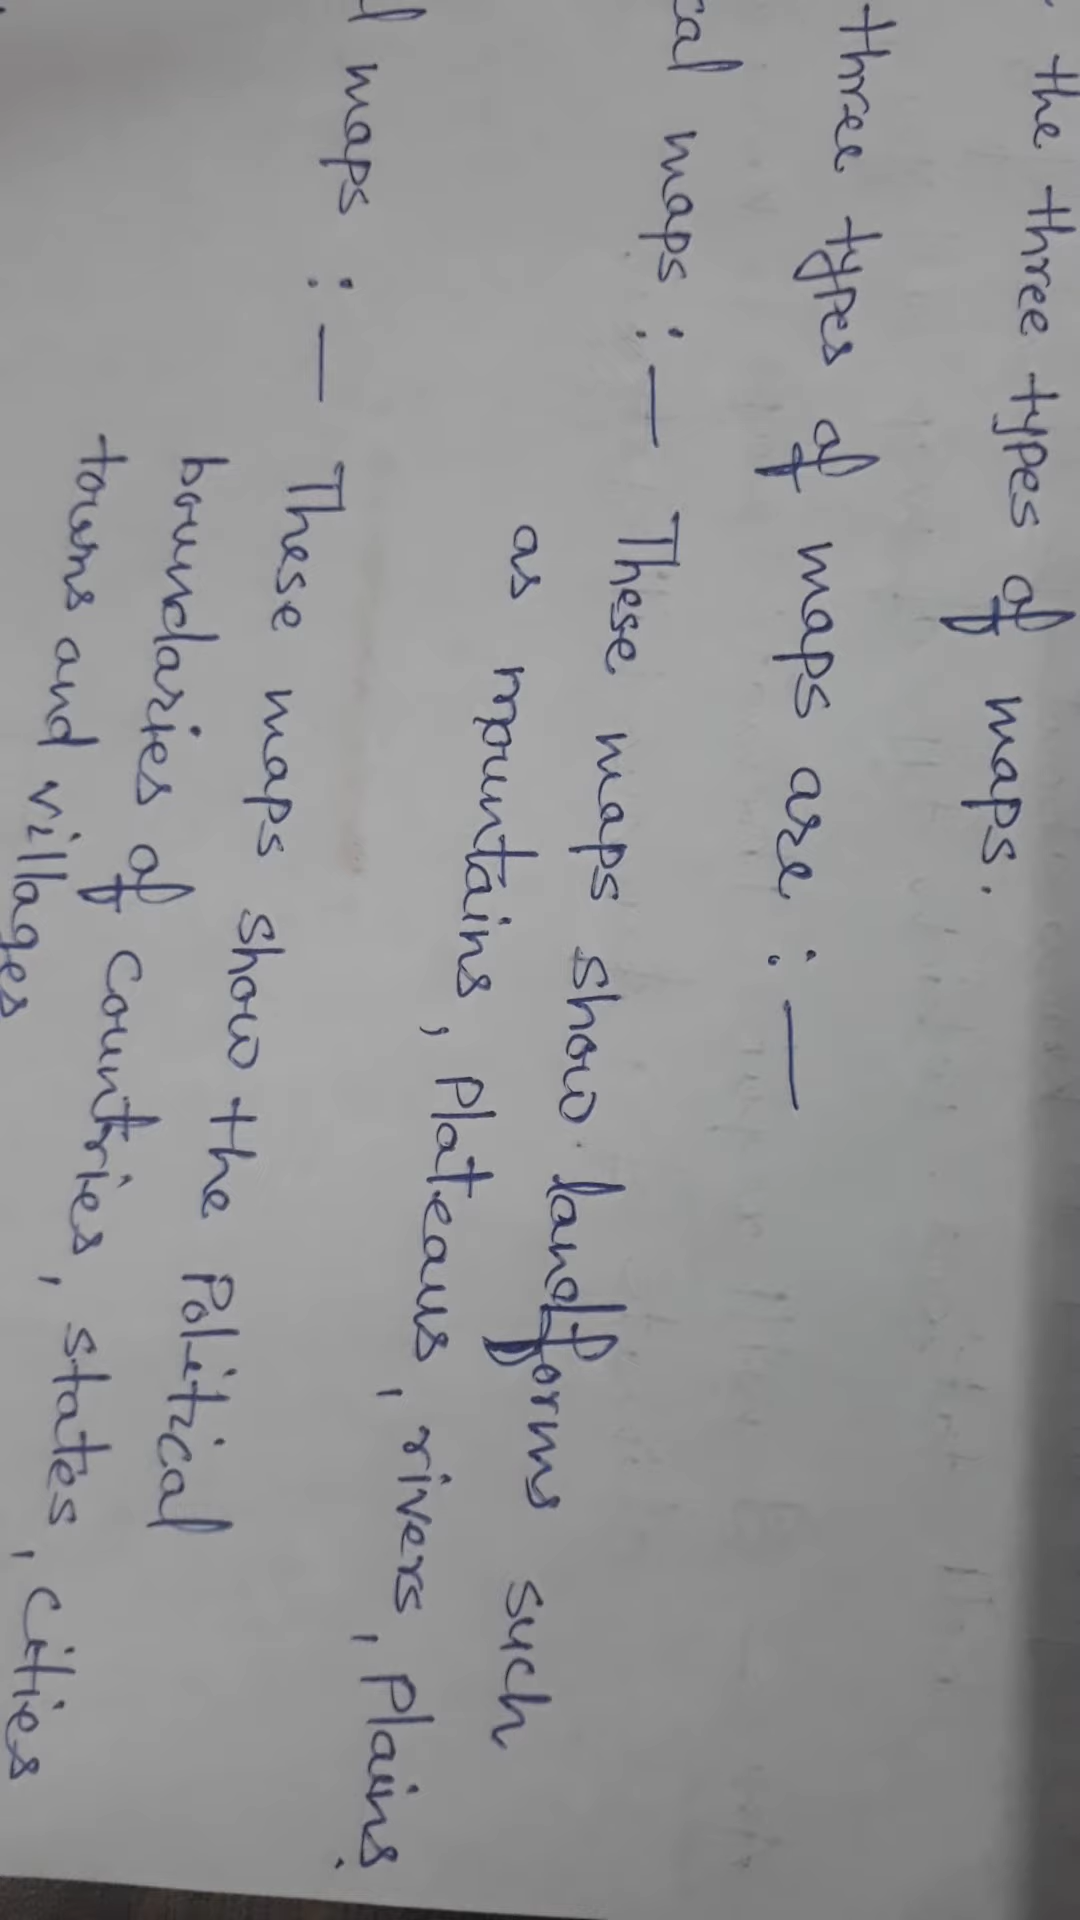 the three types of maps.
three types of maps are : —
cal maps : — These maps show landforms such
as mountains, Plateaus, rivers, Plains.
l maps : — These maps show the Political
boundaries of Countries, states, Cities
towns and villages